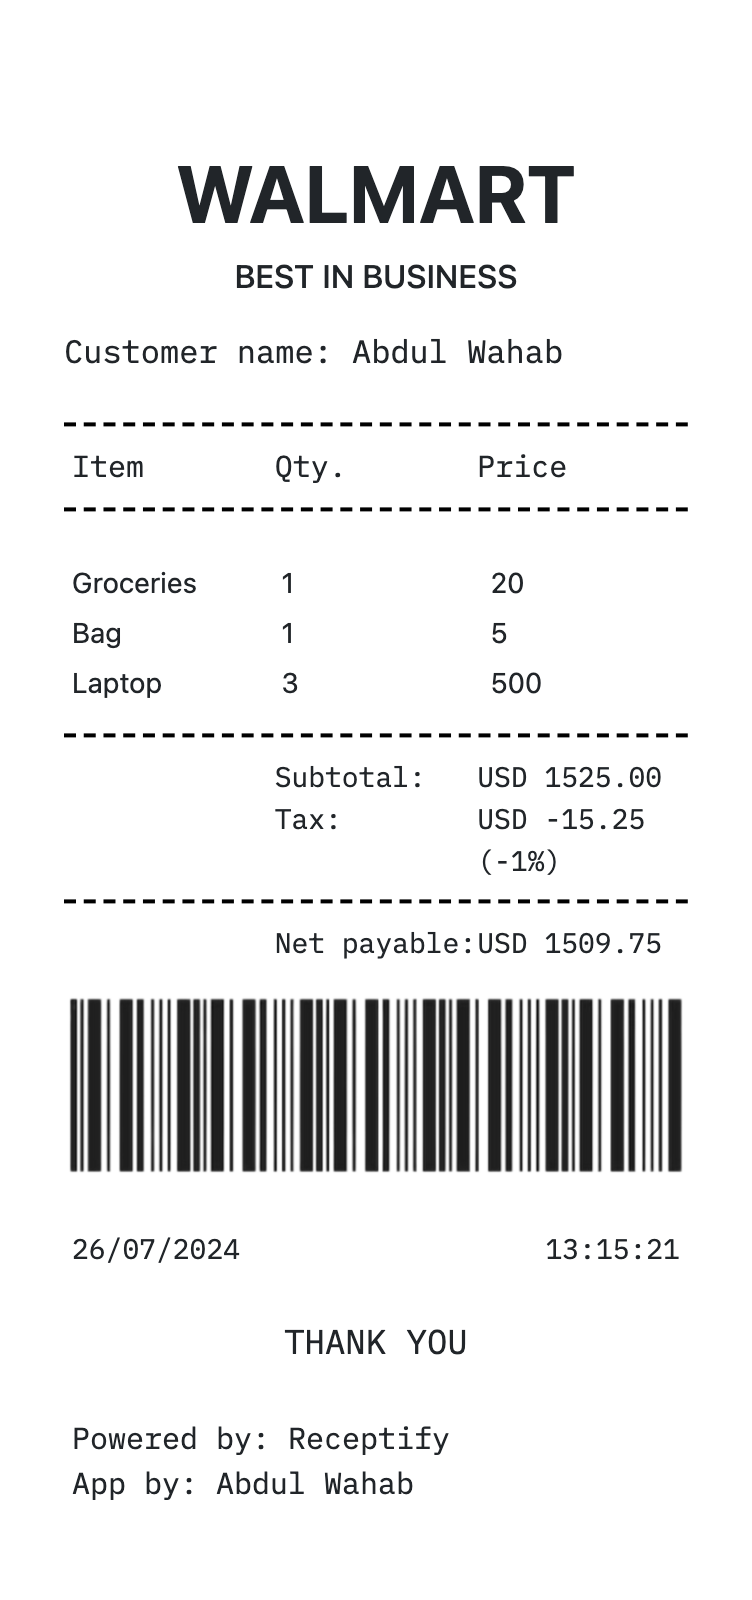 WALMART
BEST IN BUSINESS
Customer name: Abdul Wahab
Item Qty. Price
Groceries 1 20
Bag 1 5
Laptop 3 500
Subtotal: USD 1525.00
Tax: USD -15.25
(-1%)
Net payable:USD 1509.75
26/07/2024 13:15:21
THANK YOU
Powered by: Receptify
App by: Abdul Wahab